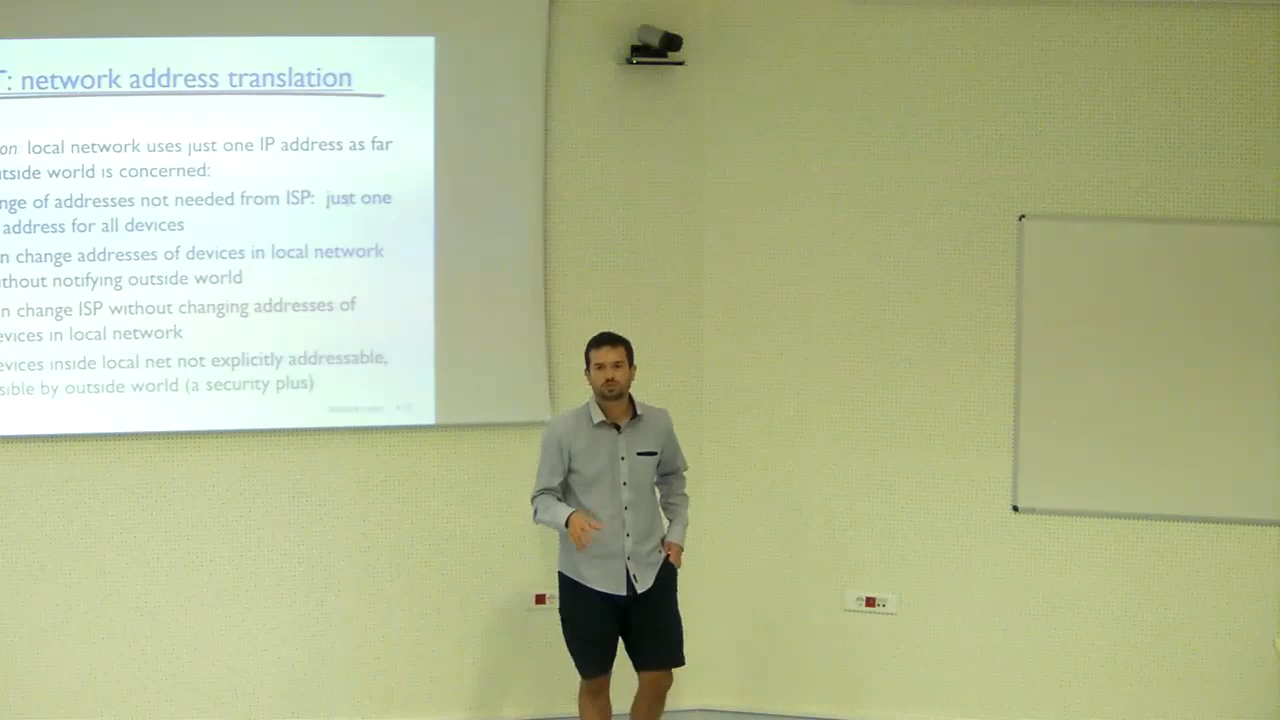 T: network address translation
on: local network uses just one IP address as far
tside world is concerned:
nge of addresses not needed from ISP: just one
address for all devices
n change addresses of devices in local network
thout notifying outside world
n change ISP without changing addresses of
evices in local network
evices inside local net not explicitly addressable,
sible by outside world (a security plus)